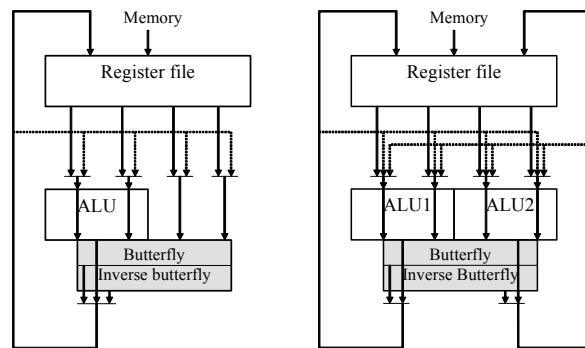 Memory
Register file
ALU
Butterfly
Inverse butterfly
Memory
Register file
ALU1
ALU2
Butterfly
Inverse Butterfly